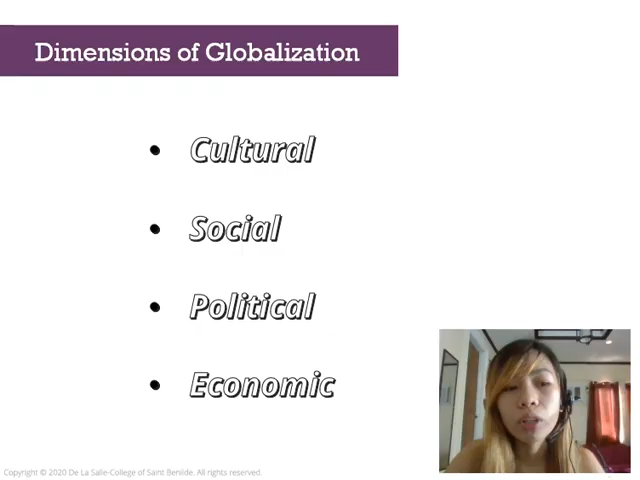 Dimensions of Globalization
• Cultural
• Social
• Political
• Economic
Copyright © 2020 De La Salle-College of Saint Benilde. All rights reserved.